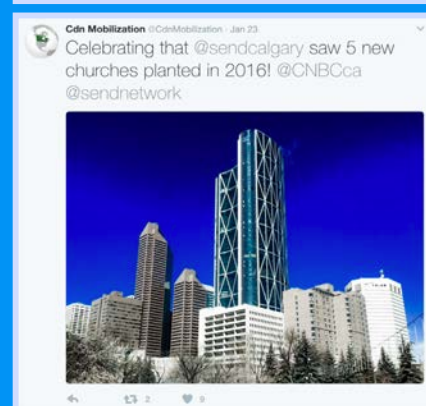 Cdn Mobilization @CdnMobilization · Jan 23
Celebrating that @sendcalgary saw 5 new
churches planted in 2016! @CNBCca
@sendnetwork
2 9